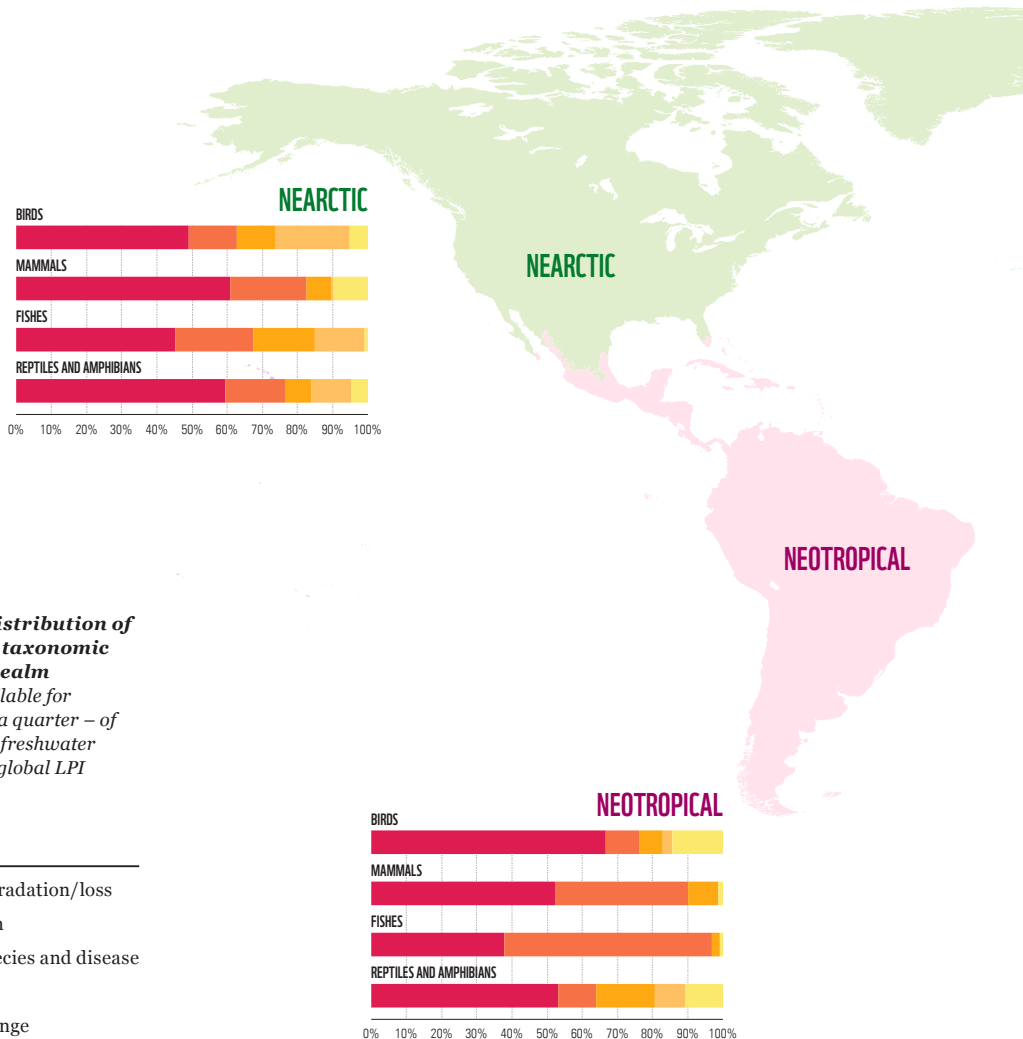 NEARCTIC
BIRDS
MAMMALS
FISHES
REPTILES AND AMPHIBIANS
0% 10% 20% 30% 40% 50% 60% 70% 80% 90% 100%
NEARCTIC
NEOTROPICAL
istribution of
taxonomic
ealm
lable for
a quarter – of
freshwater
global LPI
radation/loss
n
ecies and disease
nge
NEOTROPICAL
BIRDS
MAMMALS
FISHES
REPTILES AND AMPHIBIANS
0% 10% 20% 30% 40% 50% 60% 70% 80% 90% 100%